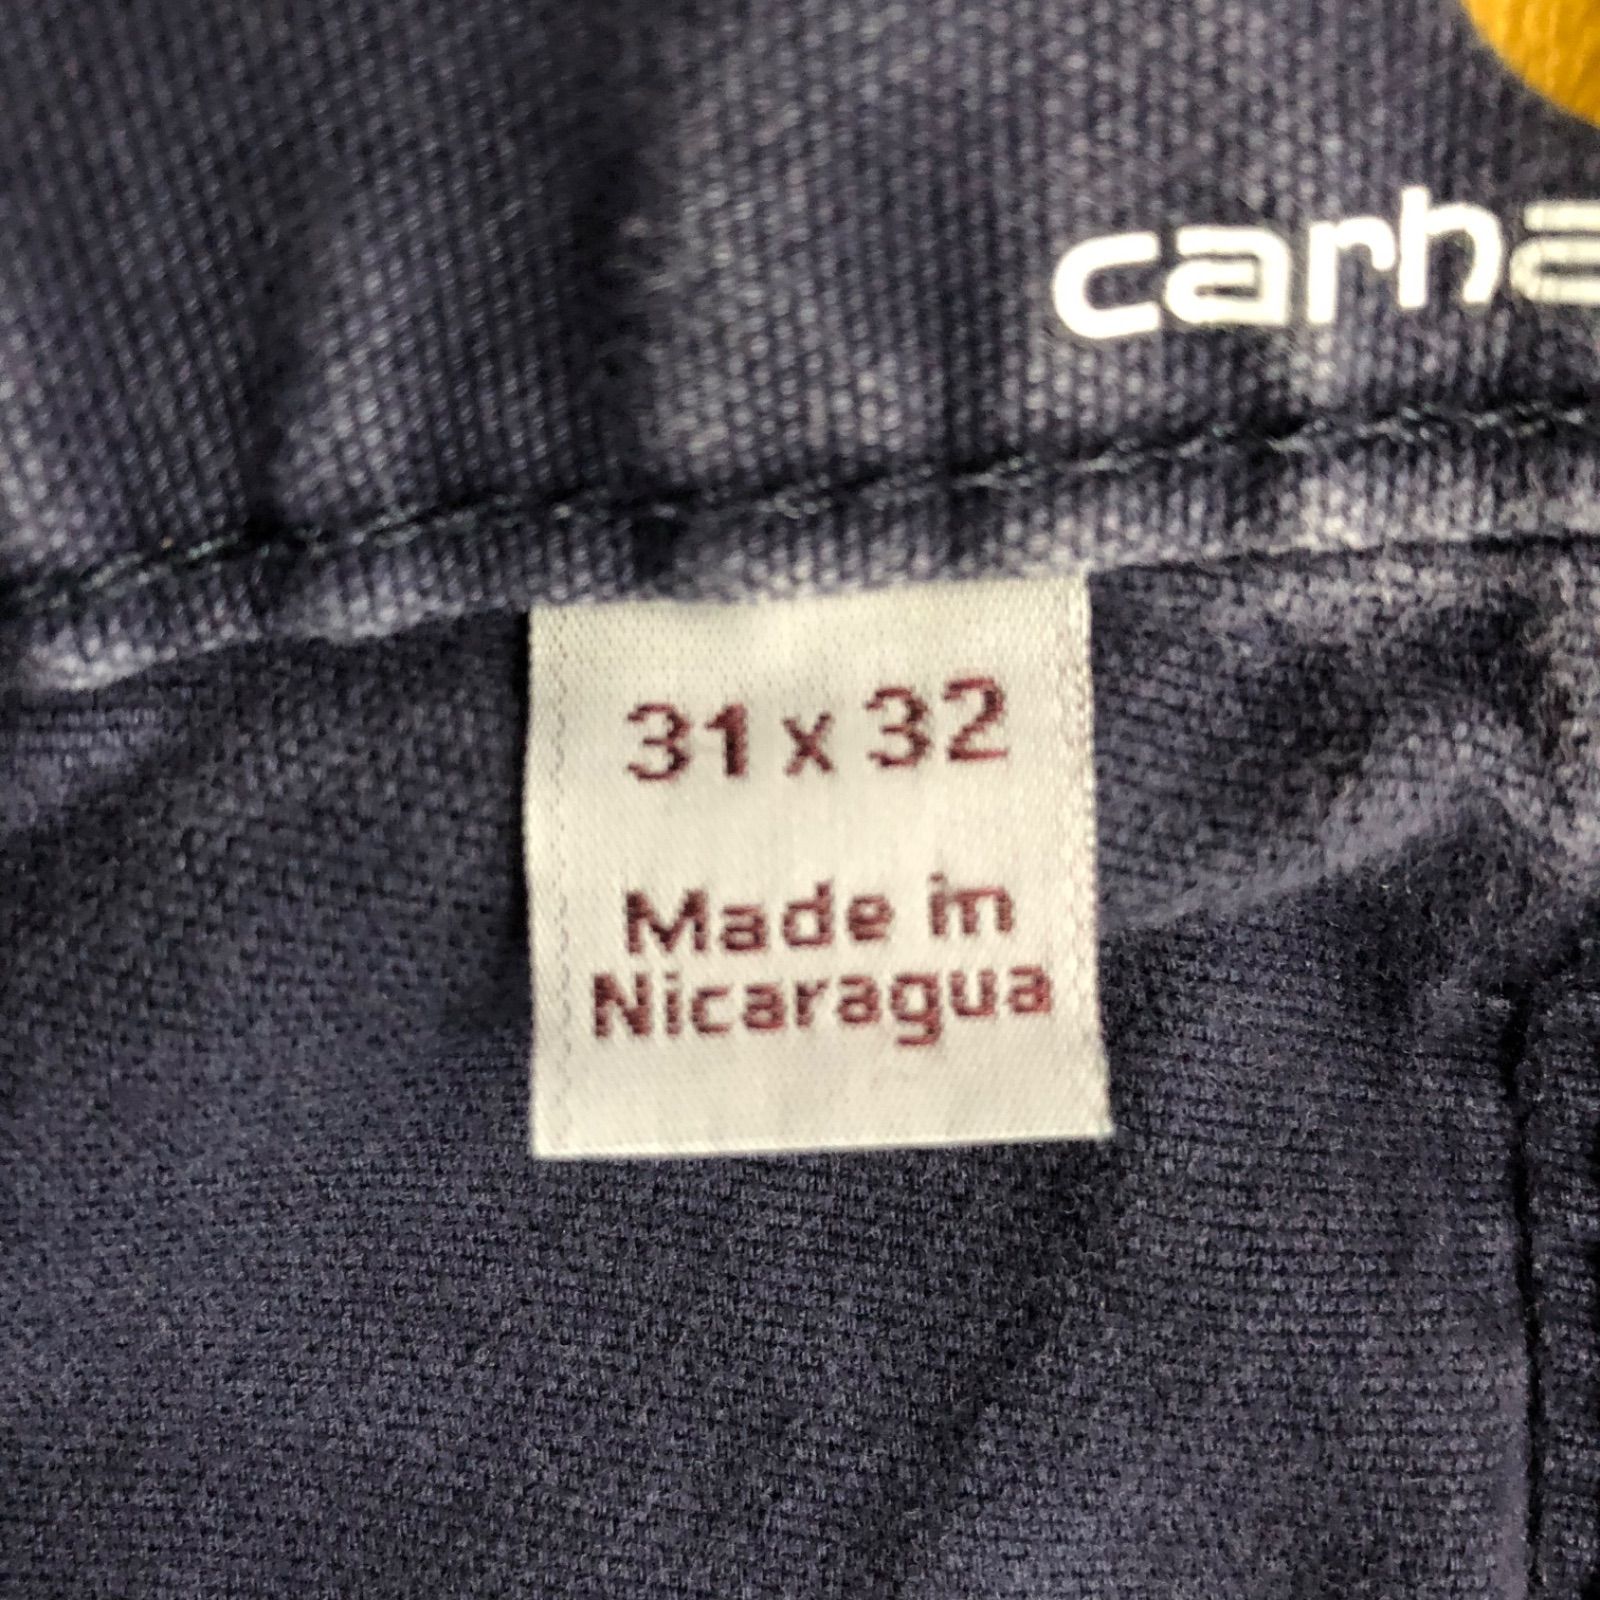 carha
31 x 32
Made in
Nicaragua